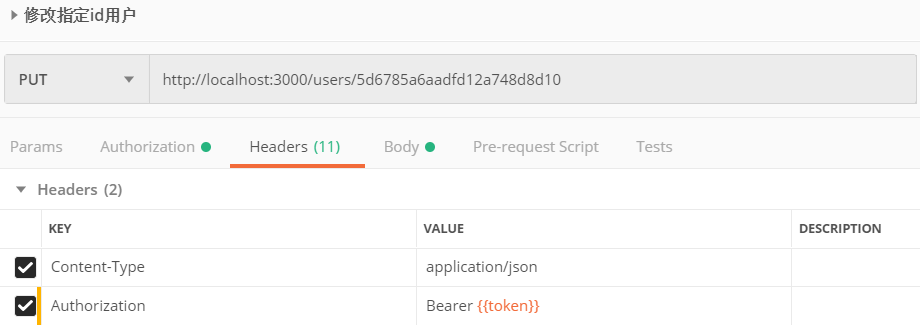 修改指定id用户
PUT http://localhost:3000/users/5d6785a6aadfd12a748d8d10
Params Authorization Headers (11) Body Pre-request Script Tests
Headers (2)
KEY VALUE DESCRIPTION
Content-Type application/json
Authorization Bearer {{token}}